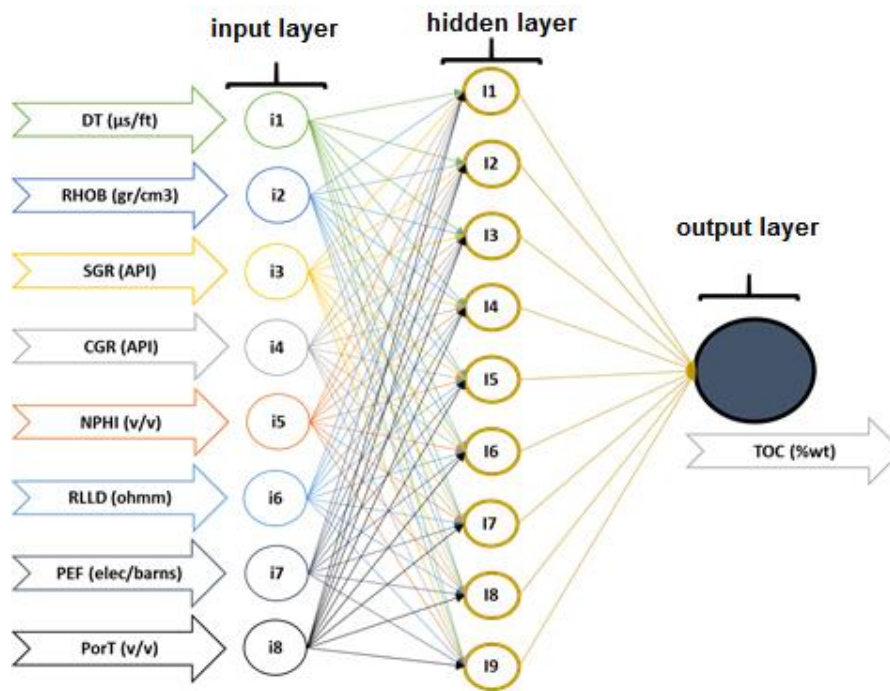 input layer
hidden layer
output layer
DT (µs/ft)
RHOB (gr/cm3)
SGR (API)
CGR (API)
NPHI (v/v)
RLLD (ohmm)
PEF (elec/barns)
PorT (v/v)
i1
i2
i3
i4
i5
i6
i7
i8
I1
I2
I3
I4
I5
I6
I7
I8
I9
TOC (%wt)